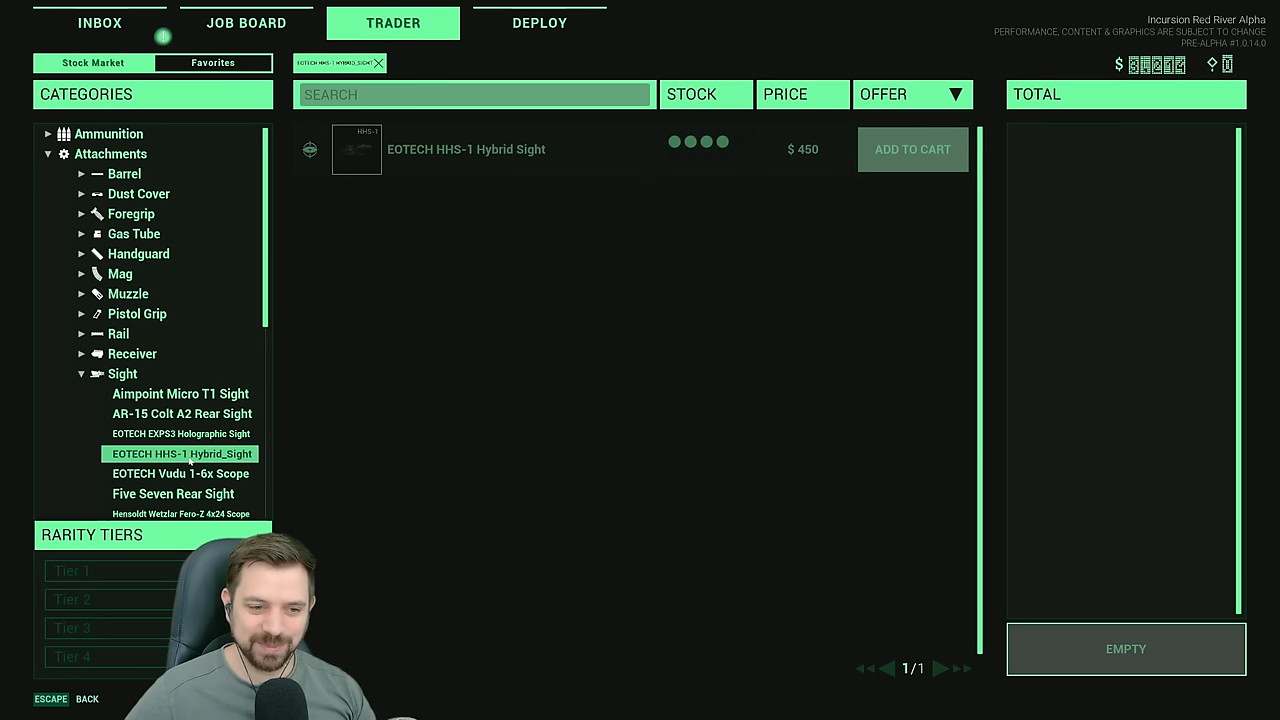 INBOX
JOB BOARD
TRADER
DEPLOY
Incursion Red River Alpha
PERFORMANCE, CONTENT & GRAPHICS ARE SUBJECT TO CHANGE
PRE-ALPHA #1.0.14.0
Stock Market
Favorites
EOTECH HHS-1 HYBRID_SIGHT
$
CATEGORIES
SEARCH
STOCK
PRICE
OFFER
TOTAL
Ammunition
Attachments
Barrel
Dust Cover
Foregrip
Gas Tube
Handguard
Mag
Muzzle
Pistol Grip
Rail
Receiver
Sight
Aimpoint Micro T1 Sight
AR-15 Colt A2 Rear Sight
EOTECH EXPS3 Holographic Sight
EOTECH HHS-1 Hybrid_Sight
EOTECH Vudu 1-6x Scope
Five Seven Rear Sight
Hensoldt Wetzlar Fero-Z 4x24 Scope
HHS-1
EOTECH HHS-1 Hybrid Sight
$ 450
ADD TO CART
RARITY TIERS
Tier 1
Tier 2
Tier 3
Tier 4
1/1
EMPTY
ESCAPE BACK